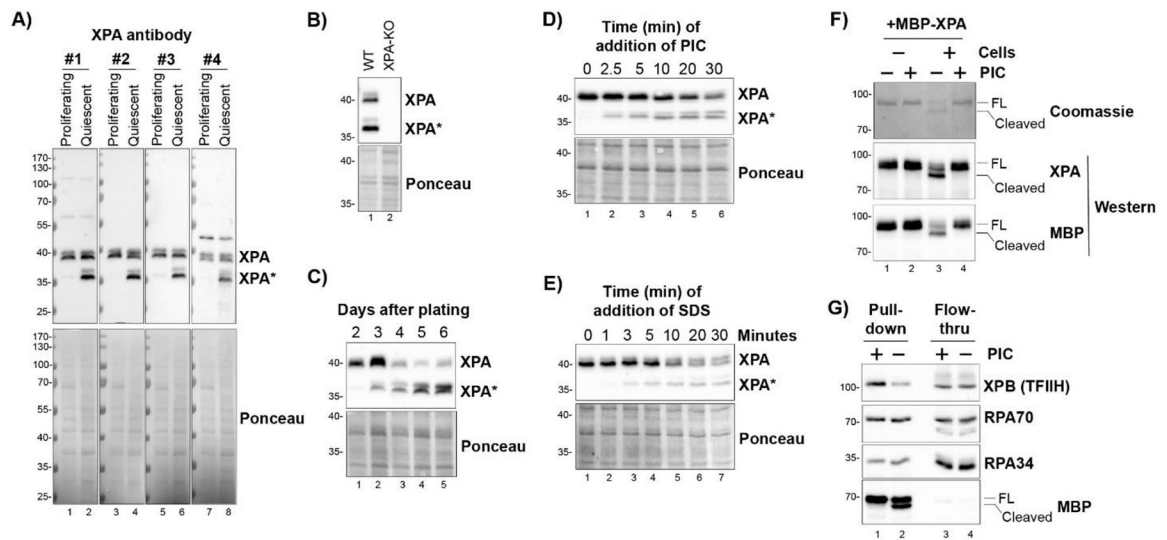 A)
XPA antibody
#1 #2 #3 #4
Proliferating
Quiescent
Proliferating
Quiescent
Proliferating
Quiescent
Proliferating
Quiescent
170-
130-
100-
70-
55-
40-
35-
25-
XPA
XPA*
170-
130-
100-
70-
55-
40-
35-
25-
Ponceau
1 2 3 4 5 6 7 8
B)
WT
XPA-KO
40-
35-
XPA
XPA*
35-
Ponceau
1 2
C)
Days after plating
2 3 4 5 6
40-
35-
XPA
XPA*
40-
35-
Ponceau
1 2 3 4 5
D)
Time (min) of
addition of PIC
0 2.5 5 10 20 30
40-
35-
XPA
XPA*
40-
35-
Ponceau
1 2 3 4 5 6
E)
Time (min) of
addition of SDS
0 1 3 5 10 20 30 Minutes
40-
35-
XPA
XPA*
40-
35-
Ponceau
1 2 3 4 5 6 7
F)
+MBP-XPA
− + Cells
− + − + PIC
100-
70-
FL
Cleaved
Coomassie
100-
70-
FL
Cleaved
XPA
100-
70-
FL
Cleaved
MBP
Western
1 2 3 4
G)
Pull-
down
Flow-
thru
+ − + − PIC
100-
XPB (TFIIH)
70-
RPA70
35-
RPA34
70-
FL
Cleaved
MBP
1 2 3 4